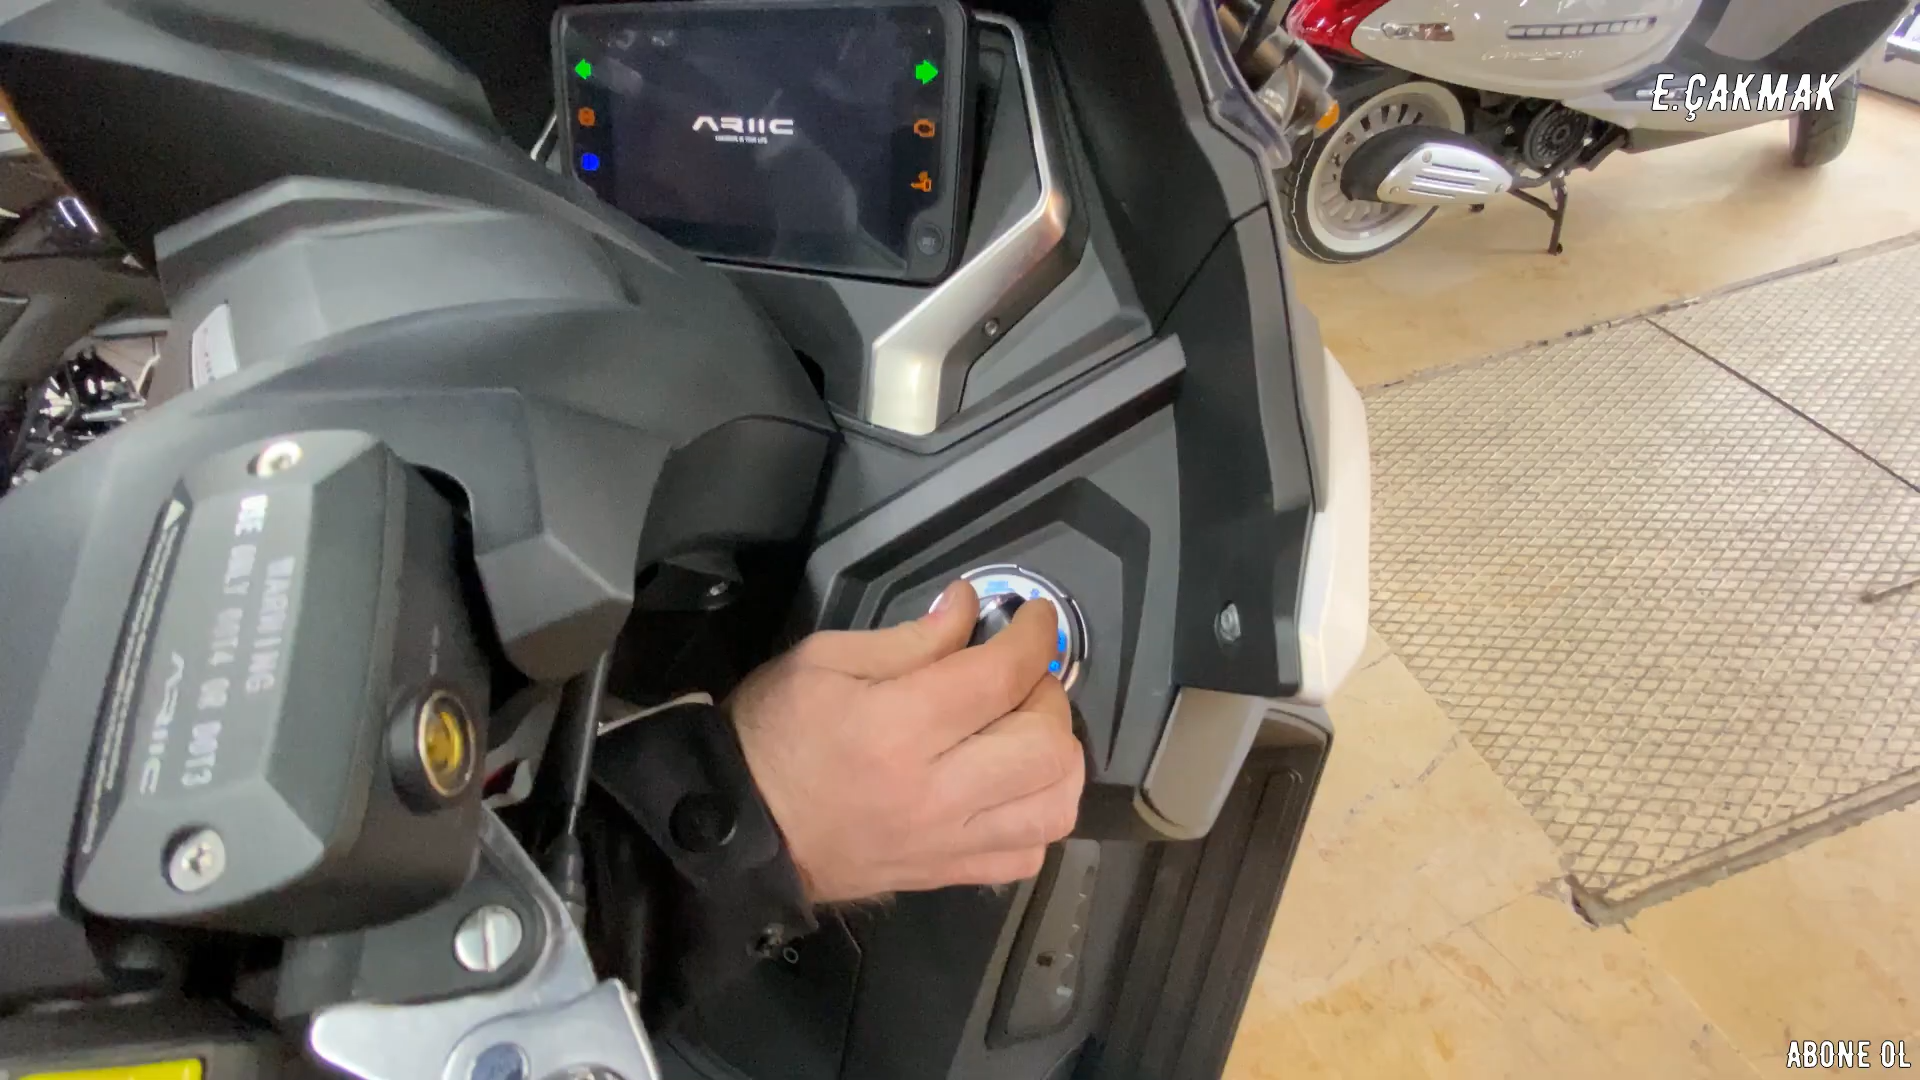 ARIIC
E.ÇAKMAK
WARNING
USE ONLY DOT4 OR DOT3
ARIIC
ABONE OL